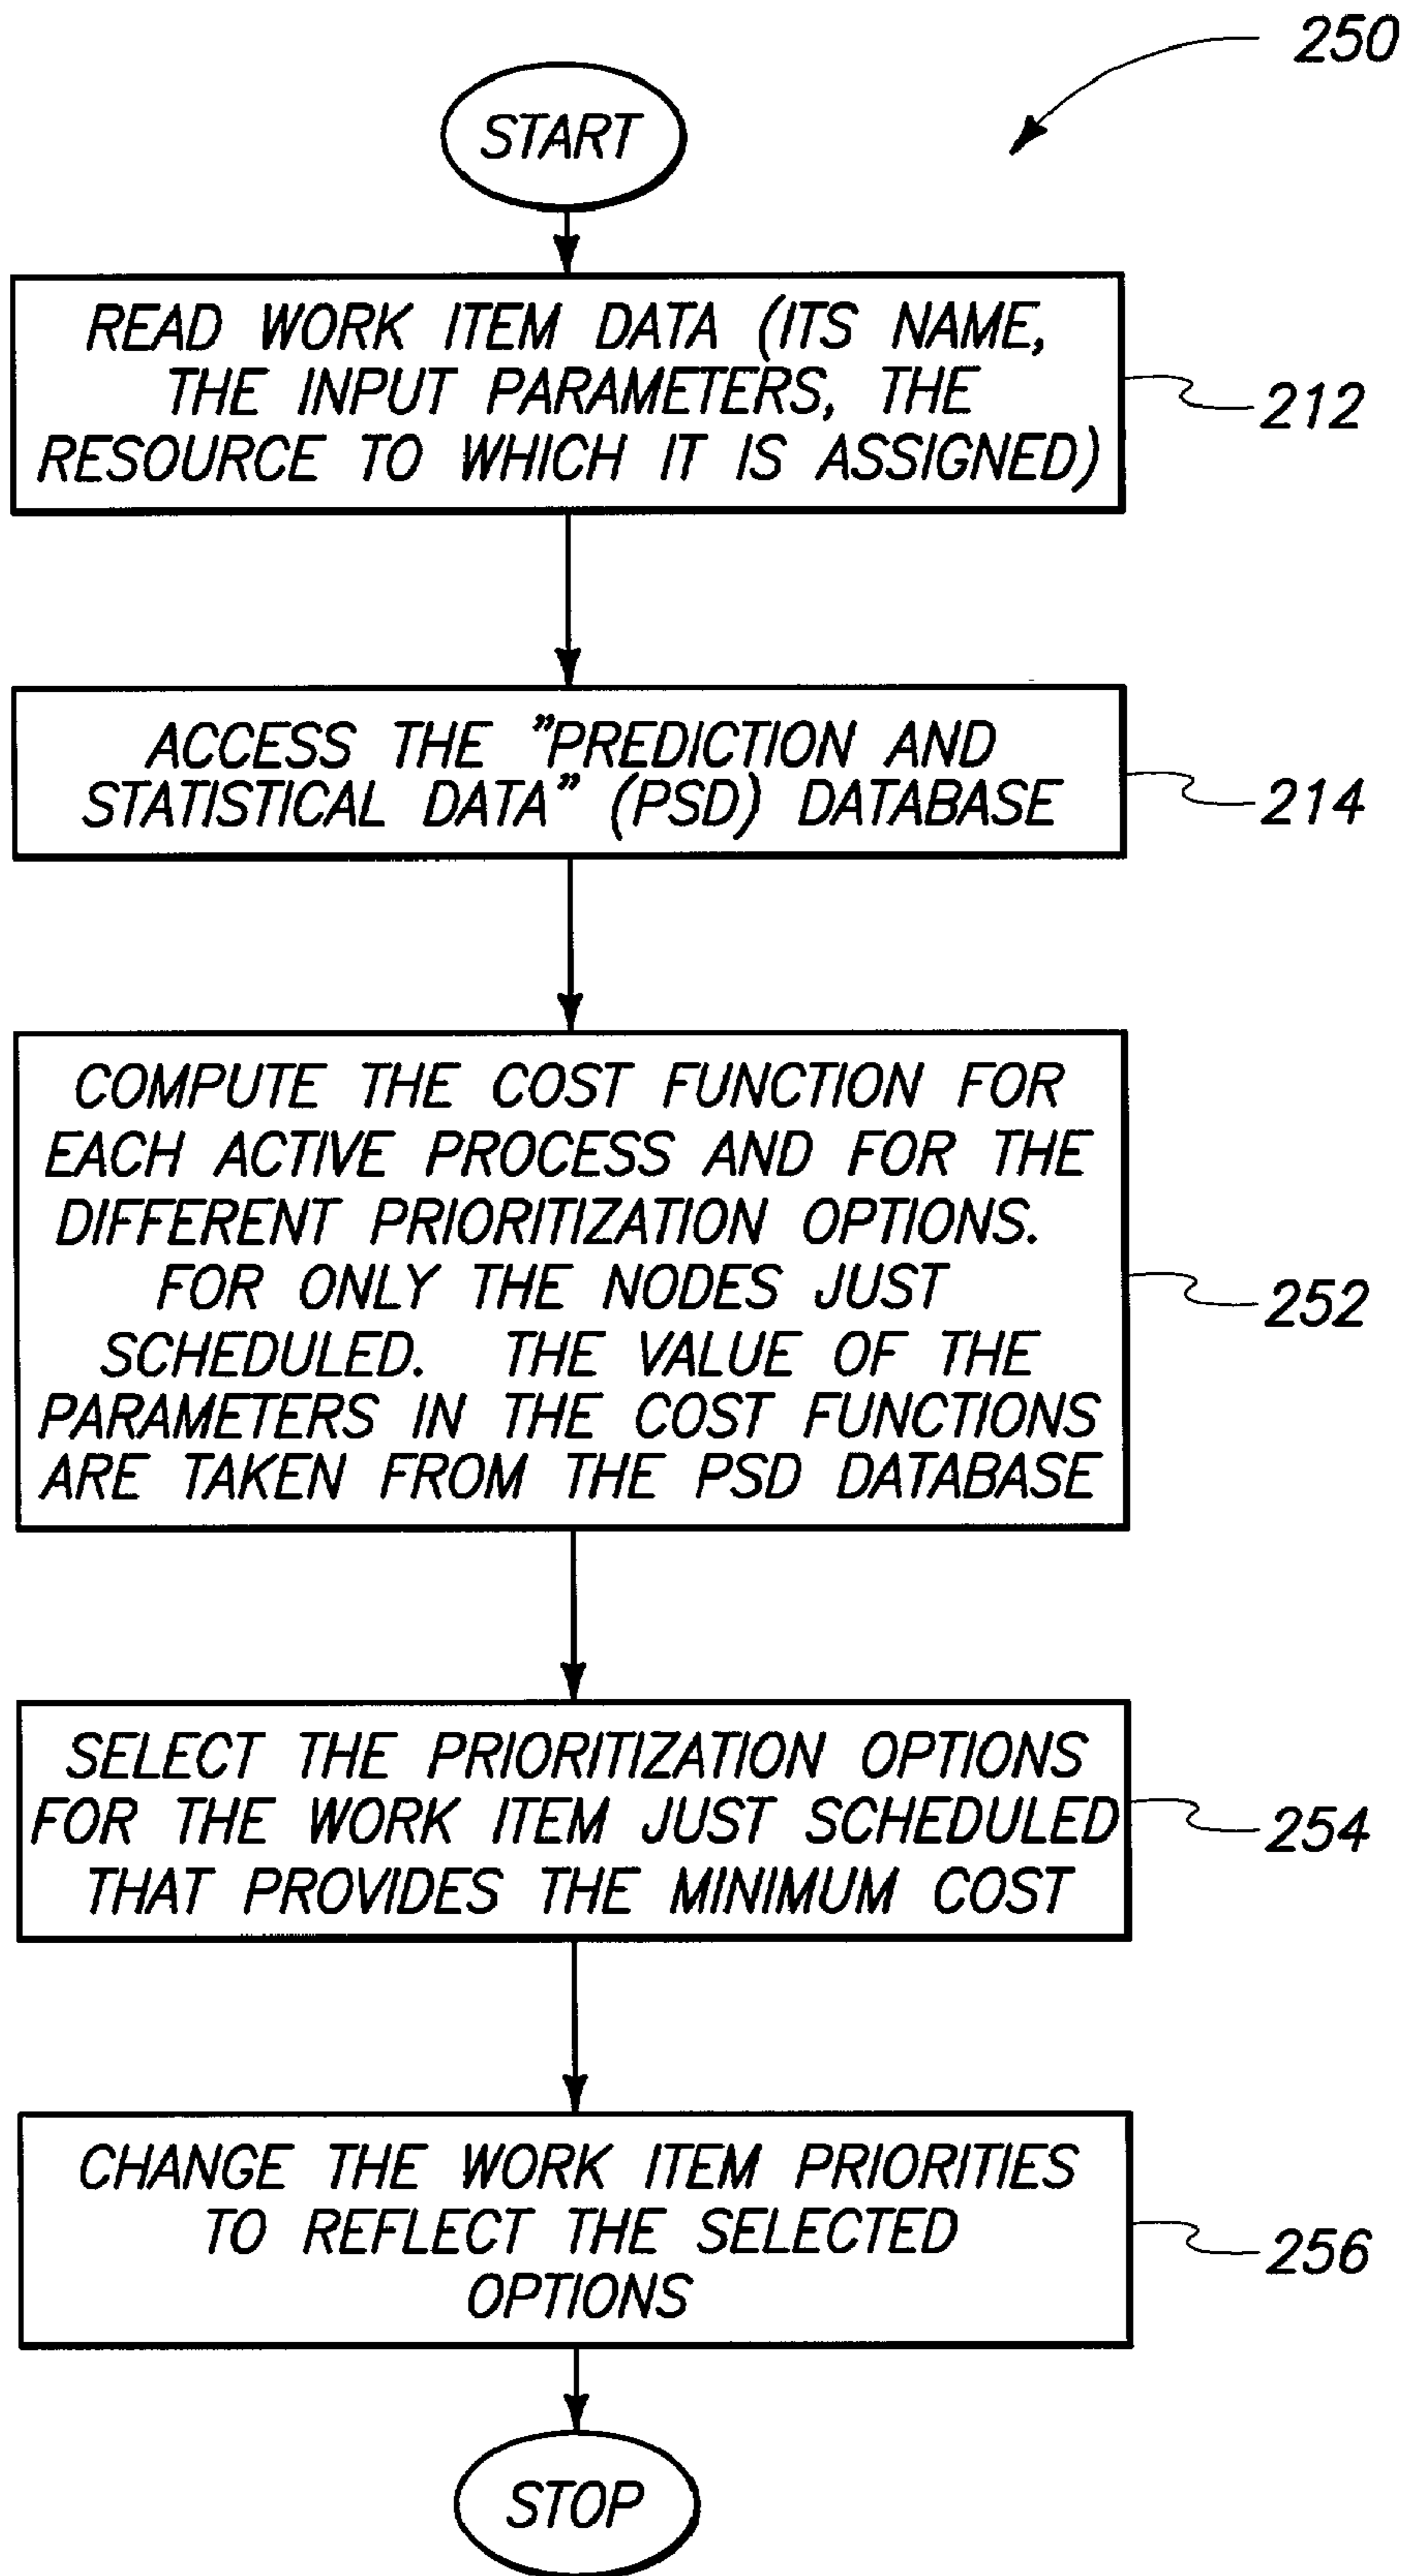 250
START
READ WORK ITEM DATA (ITS NAME,
THE INPUT PARAMETERS, THE
RESOURCE TO WHICH IT IS ASSIGNED)
212
ACCESS THE "PREDICTION AND
STATISTICAL DATA" (PSD) DATABASE
214
COMPUTE THE COST FUNCTION FOR
EACH ACTIVE PROCESS AND FOR THE
DIFFERENT PRIORITIZATION OPTIONS.
FOR ONLY THE NODES JUST
SCHEDULED. THE VALUE OF THE
PARAMETERS IN THE COST FUNCTIONS
ARE TAKEN FROM THE PSD DATABASE
252
SELECT THE PRIORITIZATION OPTIONS
FOR THE WORK ITEM JUST SCHEDULED
THAT PROVIDES THE MINIMUM COST
254
CHANGE THE WORK ITEM PRIORITIES
TO REFLECT THE SELECTED
OPTIONS
256
STOP